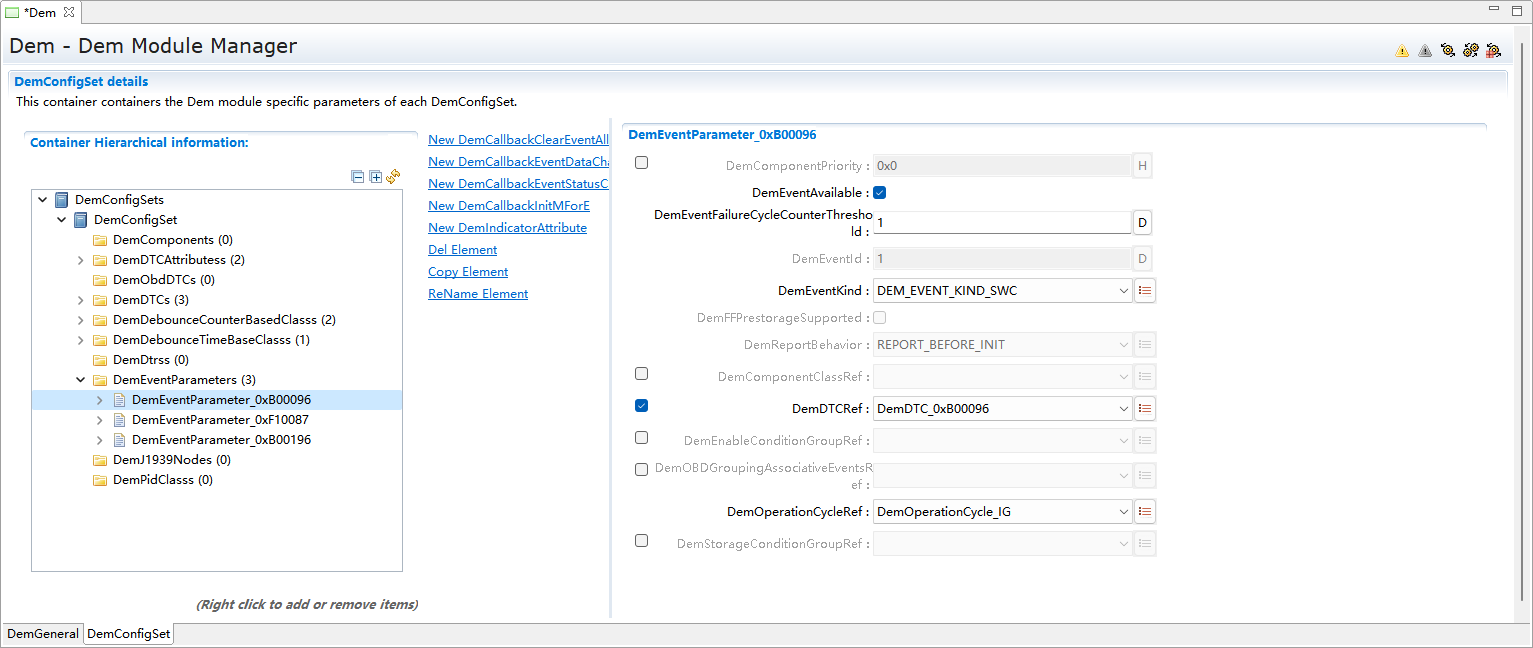 *Dem
Dem - Dem Module Manager
DemConfigSet details
This container containers the Dem module specific parameters of each DemConfigSet.
Container Hierarchical information:
DemConfigSets
DemConfigSet
DemComponents (0)
DemDTCAttributess (2)
DemObdDTCs (0)
DemDTCs (3)
DemDebounceCounterBasedClasss (2)
DemDebounceTimeBaseClasss (1)
DemDtrss (0)
DemEventParameters (3)
DemEventParameter_0xB00096
DemEventParameter_0xF10087
DemEventParameter_0xB00196
DemJ1939Nodes (0)
DemPidClasss (0)
(Right click to add or remove items)
New DemCallbackClearEventAll
New DemCallbackEventDataCha
New DemCallbackEventStatusC
New DemCallbackInitMForE
New DemIndicatorAttribute
Del Element
Copy Element
ReName Element
DemEventParameter_0xB00096
DemComponentPriority : 0x0 H
DemEventAvailable :
DemEventFailureCycleCounterThresho
ld : 1 D
DemEventId : 1 D
DemEventKind : DEM_EVENT_KIND_SWC
DemFFPrestorageSupported :
DemReportBehavior : REPORT_BEFORE_INIT
DemComponentClassRef :
DemDTCRef : DemDTC_0xB00096
DemEnableConditionGroupRef :
DemOBDGroupingAssociativeEventsR
ef :
DemOperationCycleRef : DemOperationCycle_IG
DemStorageConditionGroupRef :
DemGeneral DemConfigSet